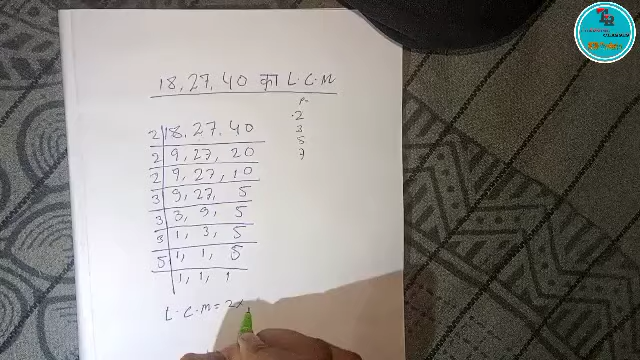 18, 27, 40 का L.C.M
2
3
5
7
2 | 18, 27, 40
2 | 9, 27, 20
2 | 9, 27, 10
3 | 9, 27, 5
3 | 3, 9, 5
3 | 1, 3, 5
5 | 1, 1, 5
1, 1, 1
L.C.M = 2×